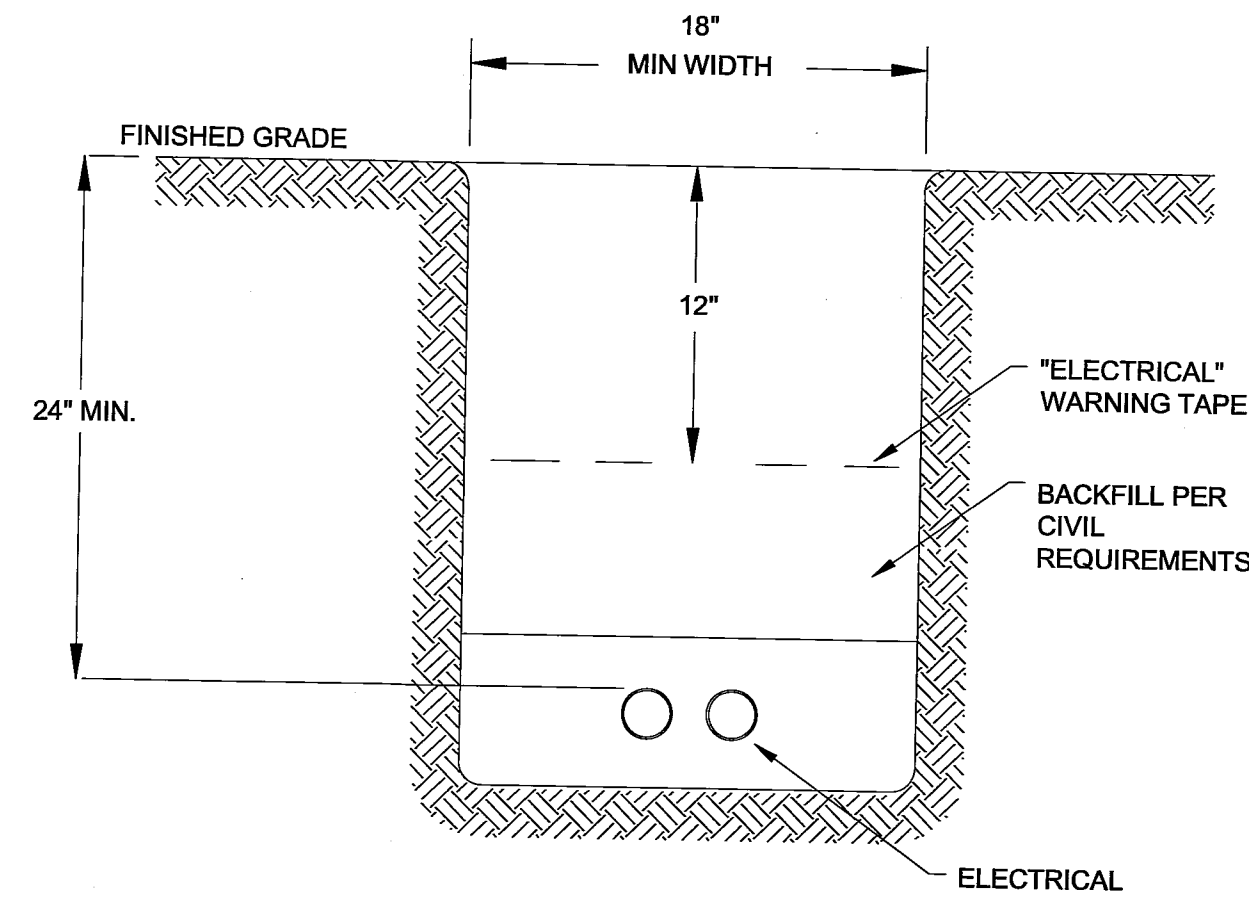 18"
MIN WIDTH
FINISHED GRADE
12"
24" MIN.
"ELECTRICAL"
WARNING TAPE
BACKFILL PER
CIVIL
REQUIREMENTS
ELECTRICAL